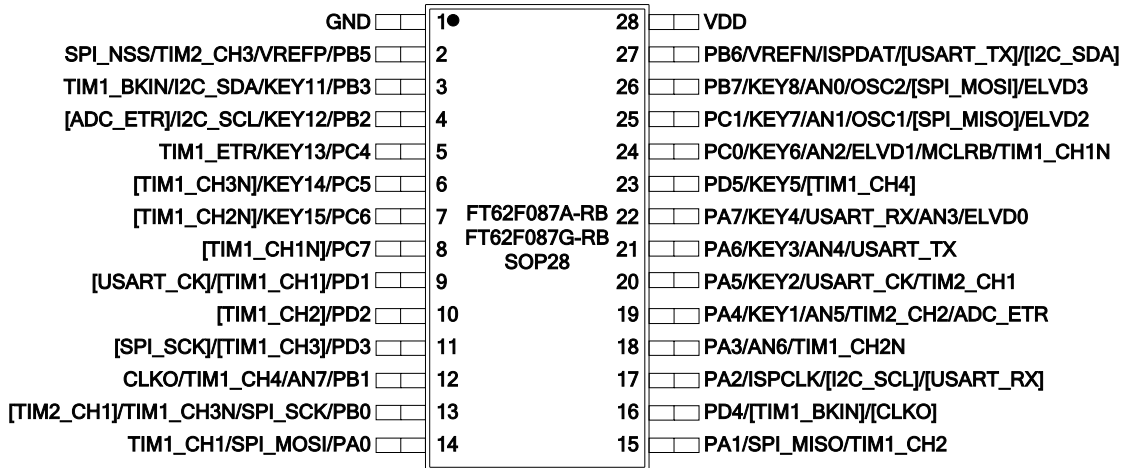 GND 1 28 VDD
SPI_NSS/TIM2_CH3/VREFP/PB5 2 27 PB6/VREFN/ISPDAT/[USART_TX]/[I2C_SDA]
TIM1_BKIN/I2C_SDA/KEY11/PB3 3 26 PB7/KEY8/AN0/OSC2/[SPI_MOSI]/ELVD3
[ADC_ETR]/I2C_SCL/KEY12/PB2 4 25 PC1/KEY7/AN1/OSC1/[SPI_MISO]/ELVD2
TIM1_ETR/KEY13/PC4 5 24 PC0/KEY6/AN2/ELVD1/MCLRB/TIM1_CH1N
[TIM1_CH3N]/KEY14/PC5 6 23 PD5/KEY5/[TIM1_CH4]
[TIM1_CH2N]/KEY15/PC6 7 FT62F087A-RB 22 PA7/KEY4/USART_RX/AN3/ELVD0
FT62F087G-RB
[TIM1_CH1N]/PC7 8 SOP28 21 PA6/KEY3/AN4/USART_TX
[USART_CK]/[TIM1_CH1]/PD1 9 20 PA5/KEY2/USART_CK/TIM2_CH1
[TIM1_CH2]/PD2 10 19 PA4/KEY1/AN5/TIM2_CH2/ADC_ETR
[SPI_SCK]/[TIM1_CH3]/PD3 11 18 PA3/AN6/TIM1_CH2N
CLKO/TIM1_CH4/AN7/PB1 12 17 PA2/ISPCLK/[I2C_SCL]/[USART_RX]
[TIM2_CH1]/TIM1_CH3N/SPI_SCK/PB0 13 16 PD4/[TIM1_BKIN]/[CLKO]
TIM1_CH1/SPI_MOSI/PA0 14 15 PA1/SPI_MISO/TIM1_CH2